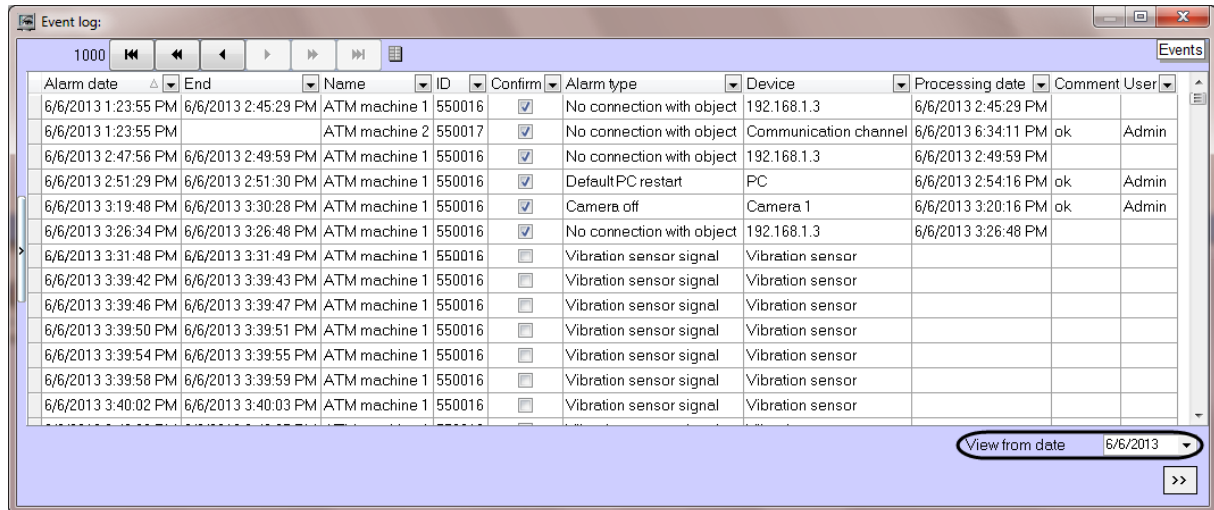 Event log:
1000
Events
Alarm date End Name ID Confirm Alarm type Device Processing date Comment User
6/6/2013 1:23:55 PM 6/6/2013 2:45:29 PM ATM machine 1 550016 No connection with object 192.168.1.3 6/6/2013 2:45:29 PM
6/6/2013 1:23:55 PM ATM machine 2 550017 No connection with object Communication channel 6/6/2013 6:34:11 PM ok Admin
6/6/2013 2:47:56 PM 6/6/2013 2:49:59 PM ATM machine 1 550016 No connection with object 192.168.1.3 6/6/2013 2:49:59 PM
6/6/2013 2:51:29 PM 6/6/2013 2:51:30 PM ATM machine 1 550016 Default PC restart PC 6/6/2013 2:54:16 PM ok Admin
6/6/2013 3:19:48 PM 6/6/2013 3:30:28 PM ATM machine 1 550016 Camera off Camera 1 6/6/2013 3:20:16 PM ok Admin
6/6/2013 3:26:34 PM 6/6/2013 3:26:48 PM ATM machine 1 550016 No connection with object 192.168.1.3 6/6/2013 3:26:48 PM
6/6/2013 3:31:48 PM 6/6/2013 3:31:49 PM ATM machine 1 550016 Vibration sensor signal Vibration sensor
6/6/2013 3:39:42 PM 6/6/2013 3:39:43 PM ATM machine 1 550016 Vibration sensor signal Vibration sensor
6/6/2013 3:39:46 PM 6/6/2013 3:39:47 PM ATM machine 1 550016 Vibration sensor signal Vibration sensor
6/6/2013 3:39:50 PM 6/6/2013 3:39:51 PM ATM machine 1 550016 Vibration sensor signal Vibration sensor
6/6/2013 3:39:54 PM 6/6/2013 3:39:55 PM ATM machine 1 550016 Vibration sensor signal Vibration sensor
6/6/2013 3:39:58 PM 6/6/2013 3:39:59 PM ATM machine 1 550016 Vibration sensor signal Vibration sensor
6/6/2013 3:40:02 PM 6/6/2013 3:40:03 PM ATM machine 1 550016 Vibration sensor signal Vibration sensor
View from date 6/6/2013
>>